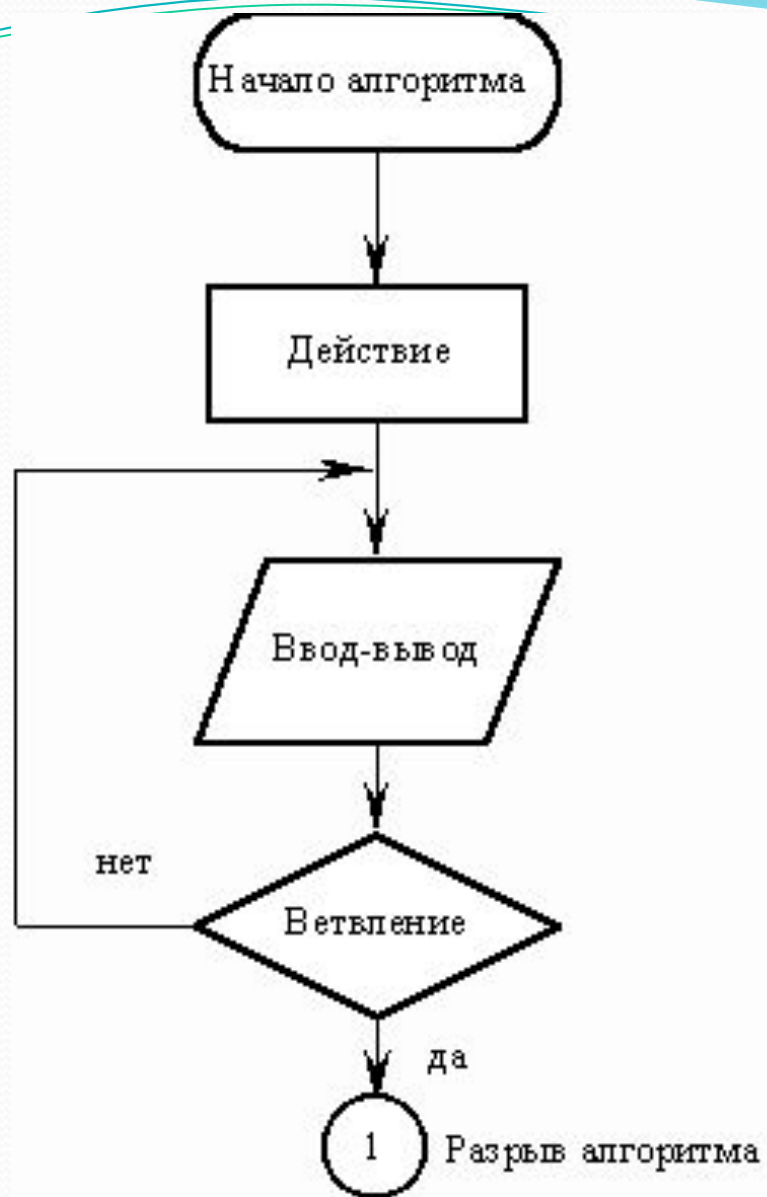 Начало алгоритма
Действие
Ввод-вывод
нет
Ветвление
да
1
Разрыв алгоритма